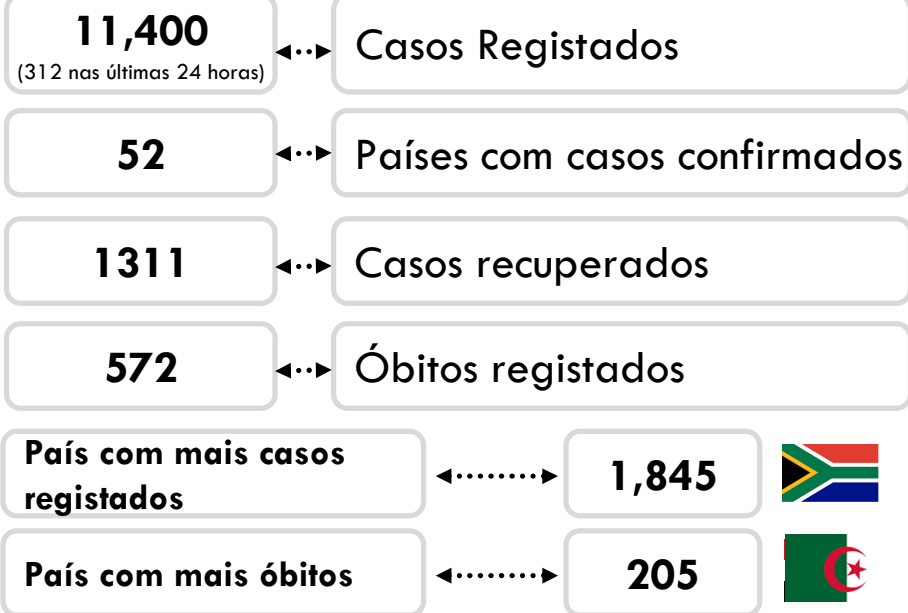 11,400
(312 nas últimas 24 horas)
Casos Registados
52
Países com casos confirmados
1311
Casos recuperados
572
Óbitos registados
País com mais casos
registados
1,845
País com mais óbitos
205